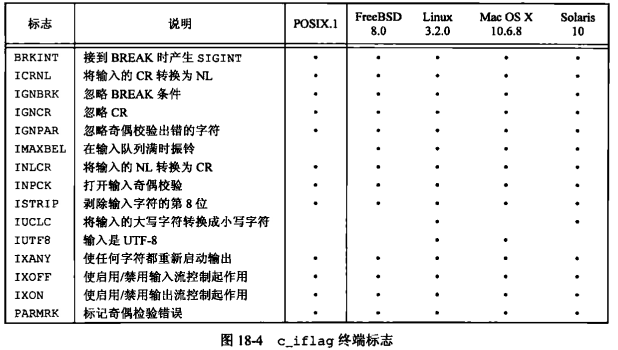 标志 说明 POSIX.1 FreeBSD 8.0 Linux 3.2.0 Mac OS X 10.6.8 Solaris 10
BRKINT 接到 BREAK 时产生 SIGINT • • • • •
ICRNL 将输入的 CR 转换为 NL • • • • •
IGNBRK 忽略 BREAK 条件 • • • • •
IGNCR 忽略 CR • • • • •
IGNPAR 忽略奇偶校验出错的字符 • • • • •
IMAXBEL 在输入队列满时振铃 • • • •
INLCR 将输入的 NL 转换为 CR • • • • •
INPCK 打开输入奇偶校验 • • • • •
ISTRIP 剥除输入字符的第 8 位 • • • • •
IUCLC 将输入的大写字符转换成小写字符 • •
IUTF8 输入是 UTF-8 • •
IXANY 使任何字符都重新启动输出 • • • • •
IXOFF 使启用/禁用输入流控制起作用 • • • • •
IXON 使启用/禁用输出流控制起作用 • • • • •
PARMRK 标记奇偶检验错误 • • • • •
图 18-4 c_iflag 终端标志